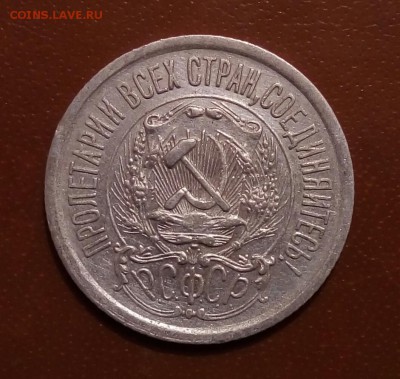 COINS.LAVE.RU
ПРОЛЕТАРИИ ВСЕХ СТРАН, СОЕДИНЯЙТЕСЬ!
Р.С.Ф.С.Р.